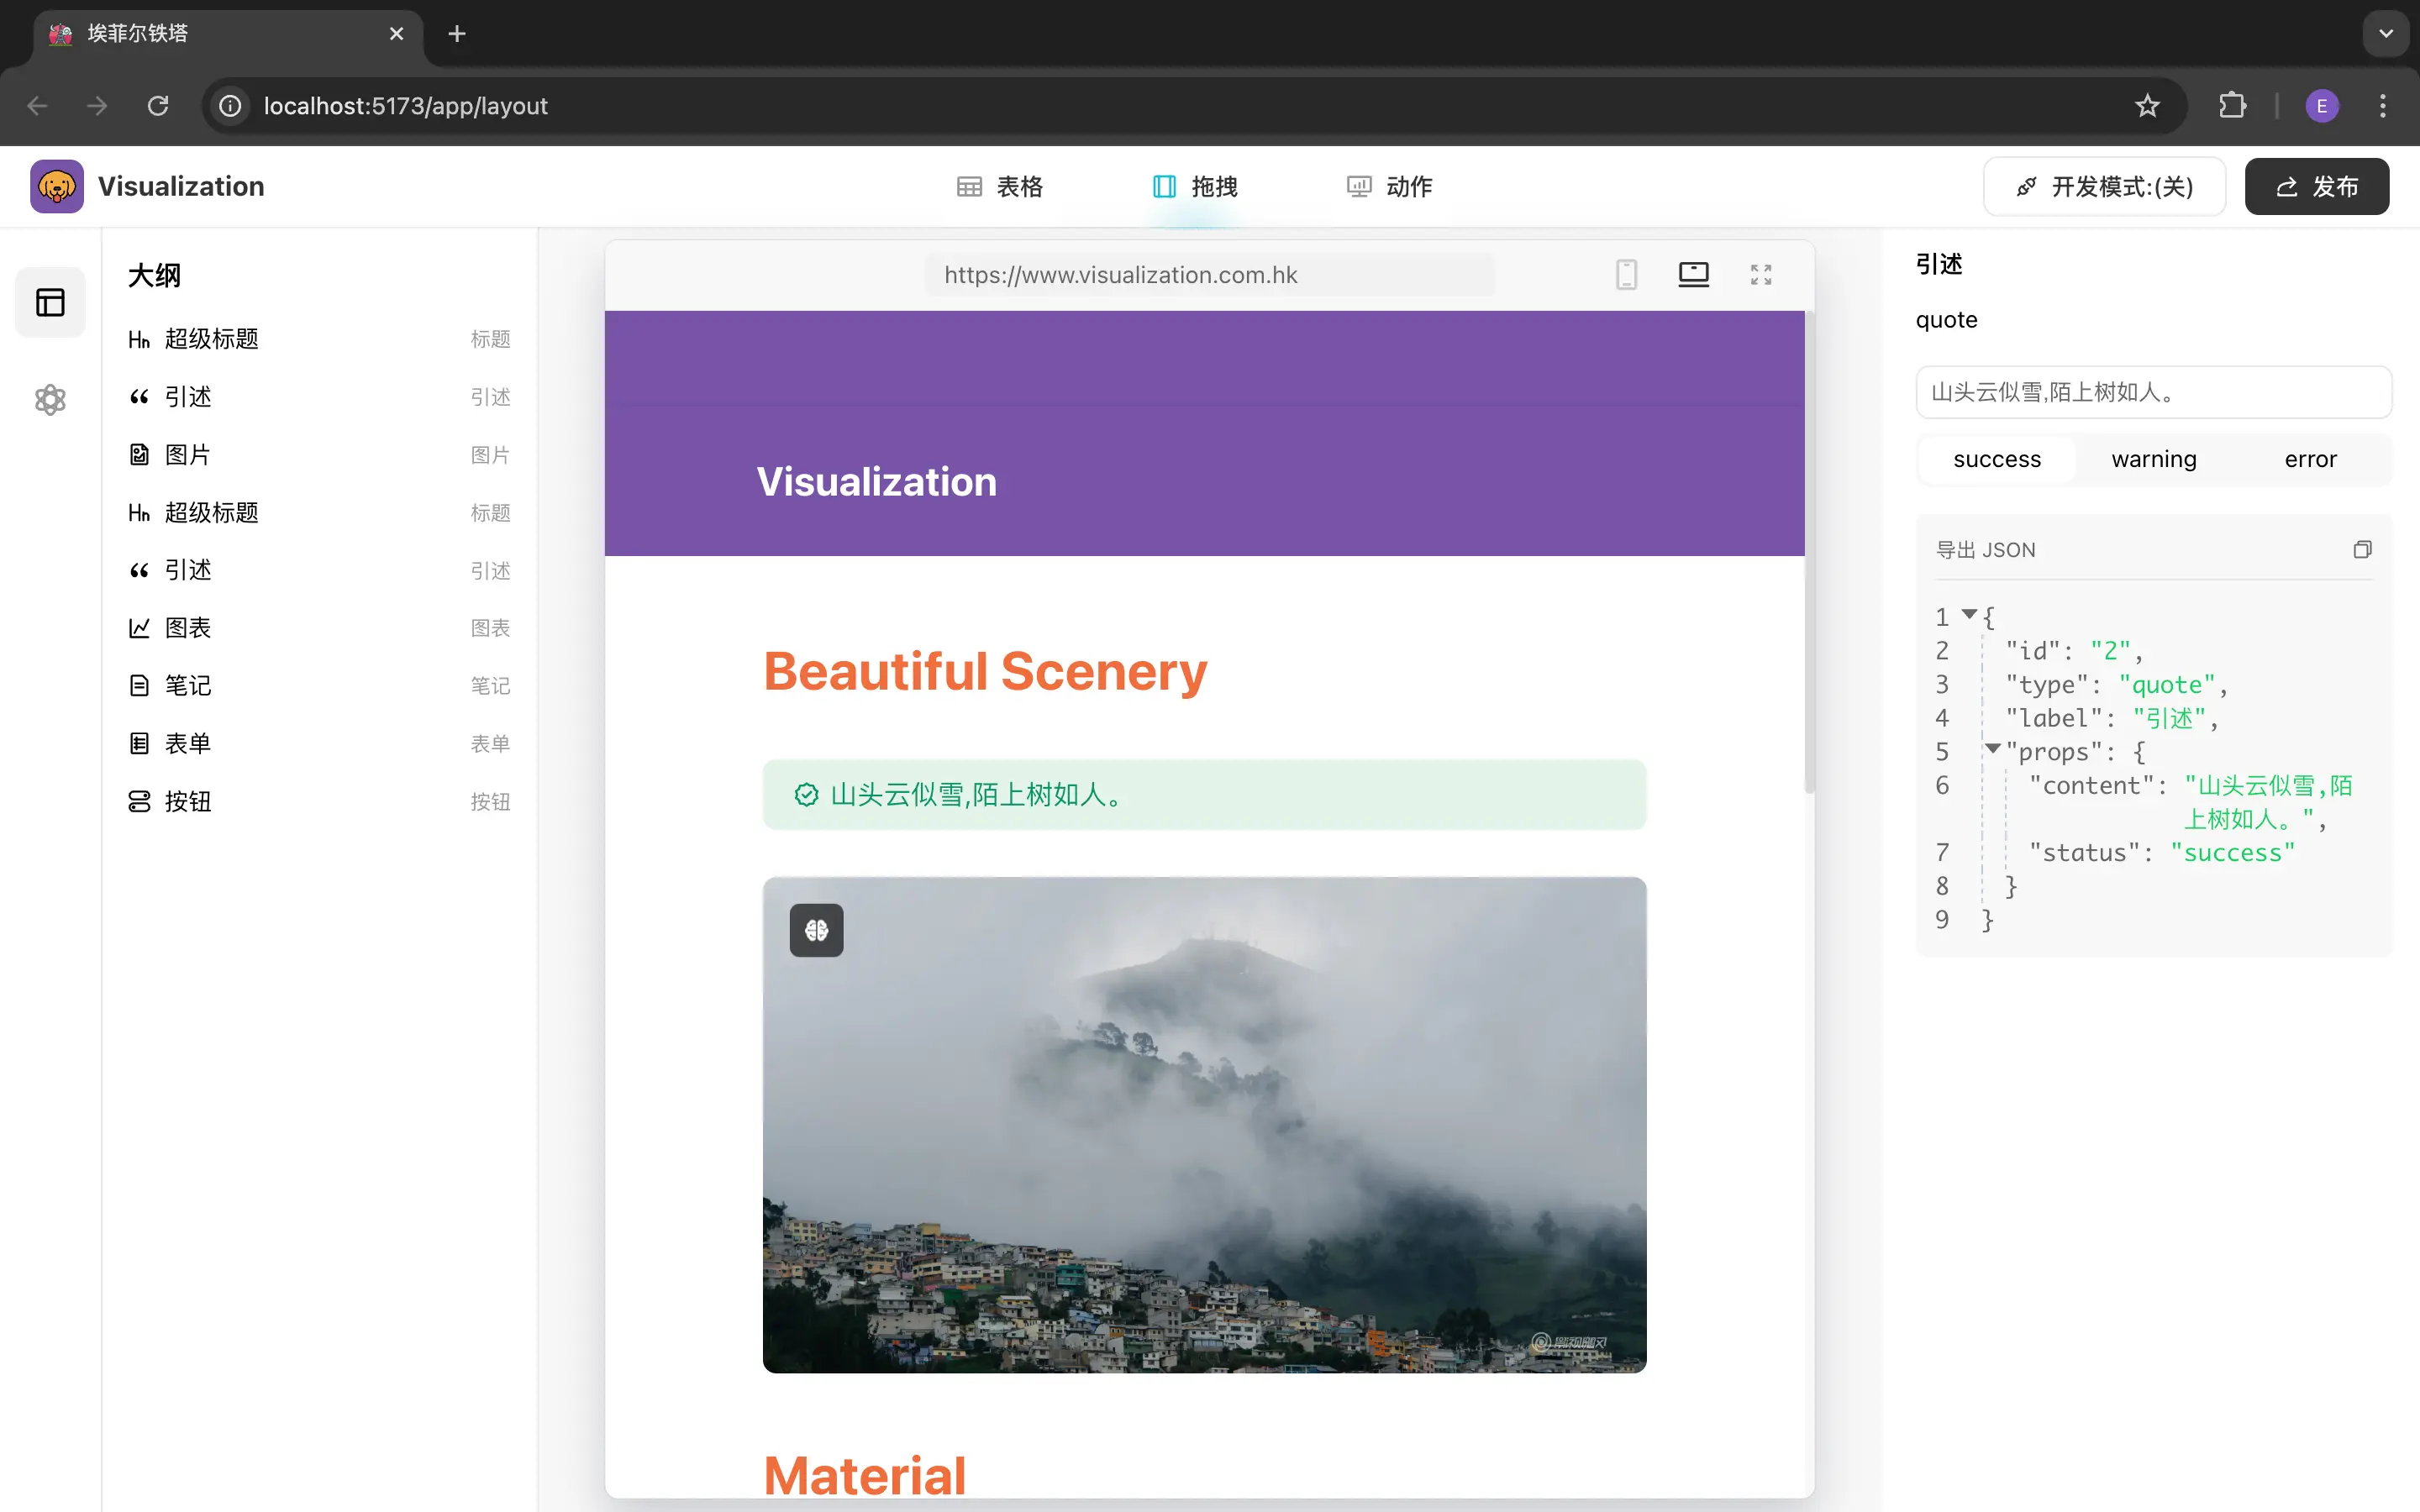 埃菲尔铁塔
localhost:5173/app/layout
E
Visualization
表格
拖拽
动作
开发模式:(关)
发布
大纲
超级标题 标题
引述 引述
图片 图片
超级标题 标题
引述 引述
图表 图表
笔记 笔记
表单 表单
按钮 按钮
https://www.visualization.com.hk
Visualization
Beautiful Scenery
山头云似雪,陌上树如人。
Material
引述
quote
山头云似雪,陌上树如人。
success warning error
导出 JSON
1 {
2 "id": "2",
3 "type": "quote",
4 "label": "引述",
5 "props": {
6 "content": "山头云似雪,陌
上树如人。",
7 "status": "success"
8 }
9 }